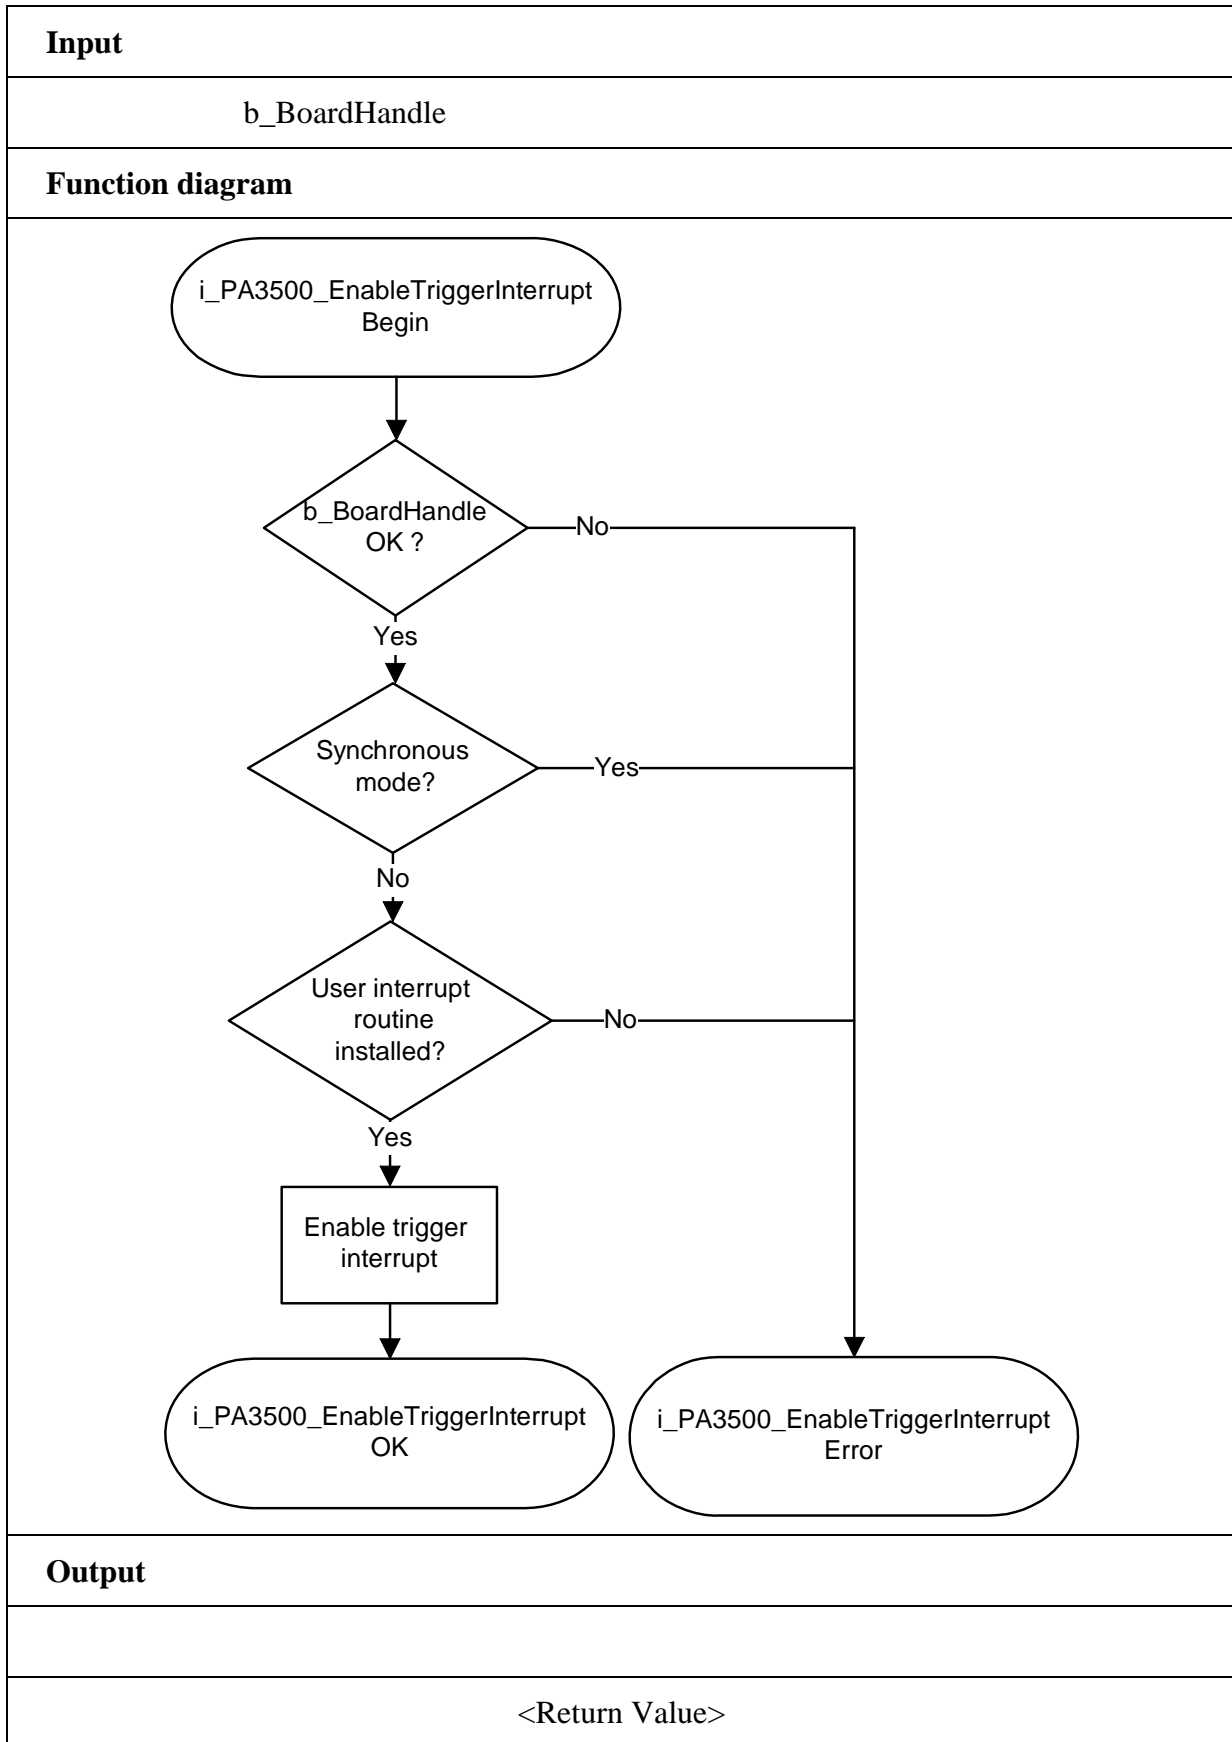 Input
b_BoardHandle
Function diagram
i_PA3500_EnableTriggerInterrupt
Begin
b_BoardHandle
OK ?
No
Yes
Synchronous
mode?
Yes
No
User interrupt
routine
installed?
No
Yes
Enable trigger
interrupt
i_PA3500_EnableTriggerInterrupt
OK
i_PA3500_EnableTriggerInterrupt
Error
Output
<Return Value>